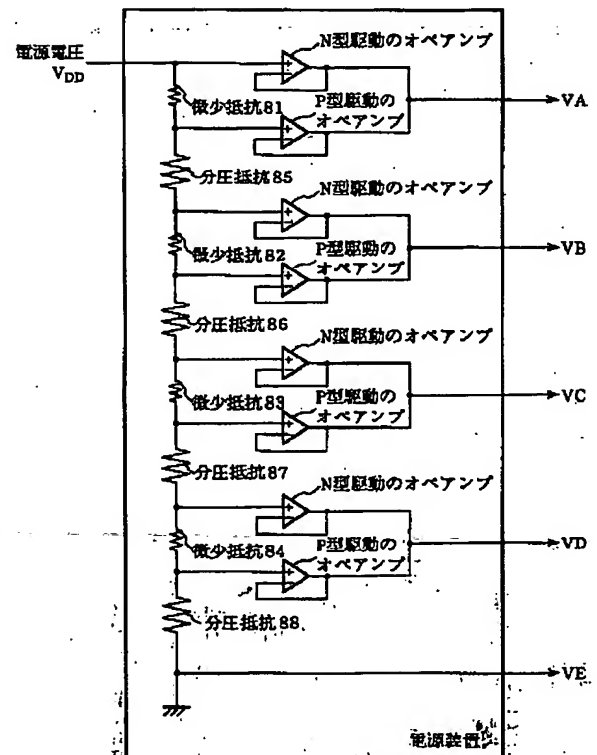 N型駆動のオペアンプ
電源電圧
VDD
VA
微少抵抗81
P型駆動の
オペアンプ
分圧抵抗85
N型駆動のオペアンプ
微少抵抗82
VB
P型駆動の
オペアンプ
分圧抵抗86
N型駆動のオペアンプ
微少抵抗83
VC
P型駆動の
オペアンプ
分圧抵抗87
N型駆動のオペアンプ
微少抵抗84
VD
P型駆動の
オペアンプ
分圧抵抗88
VE
電源装置